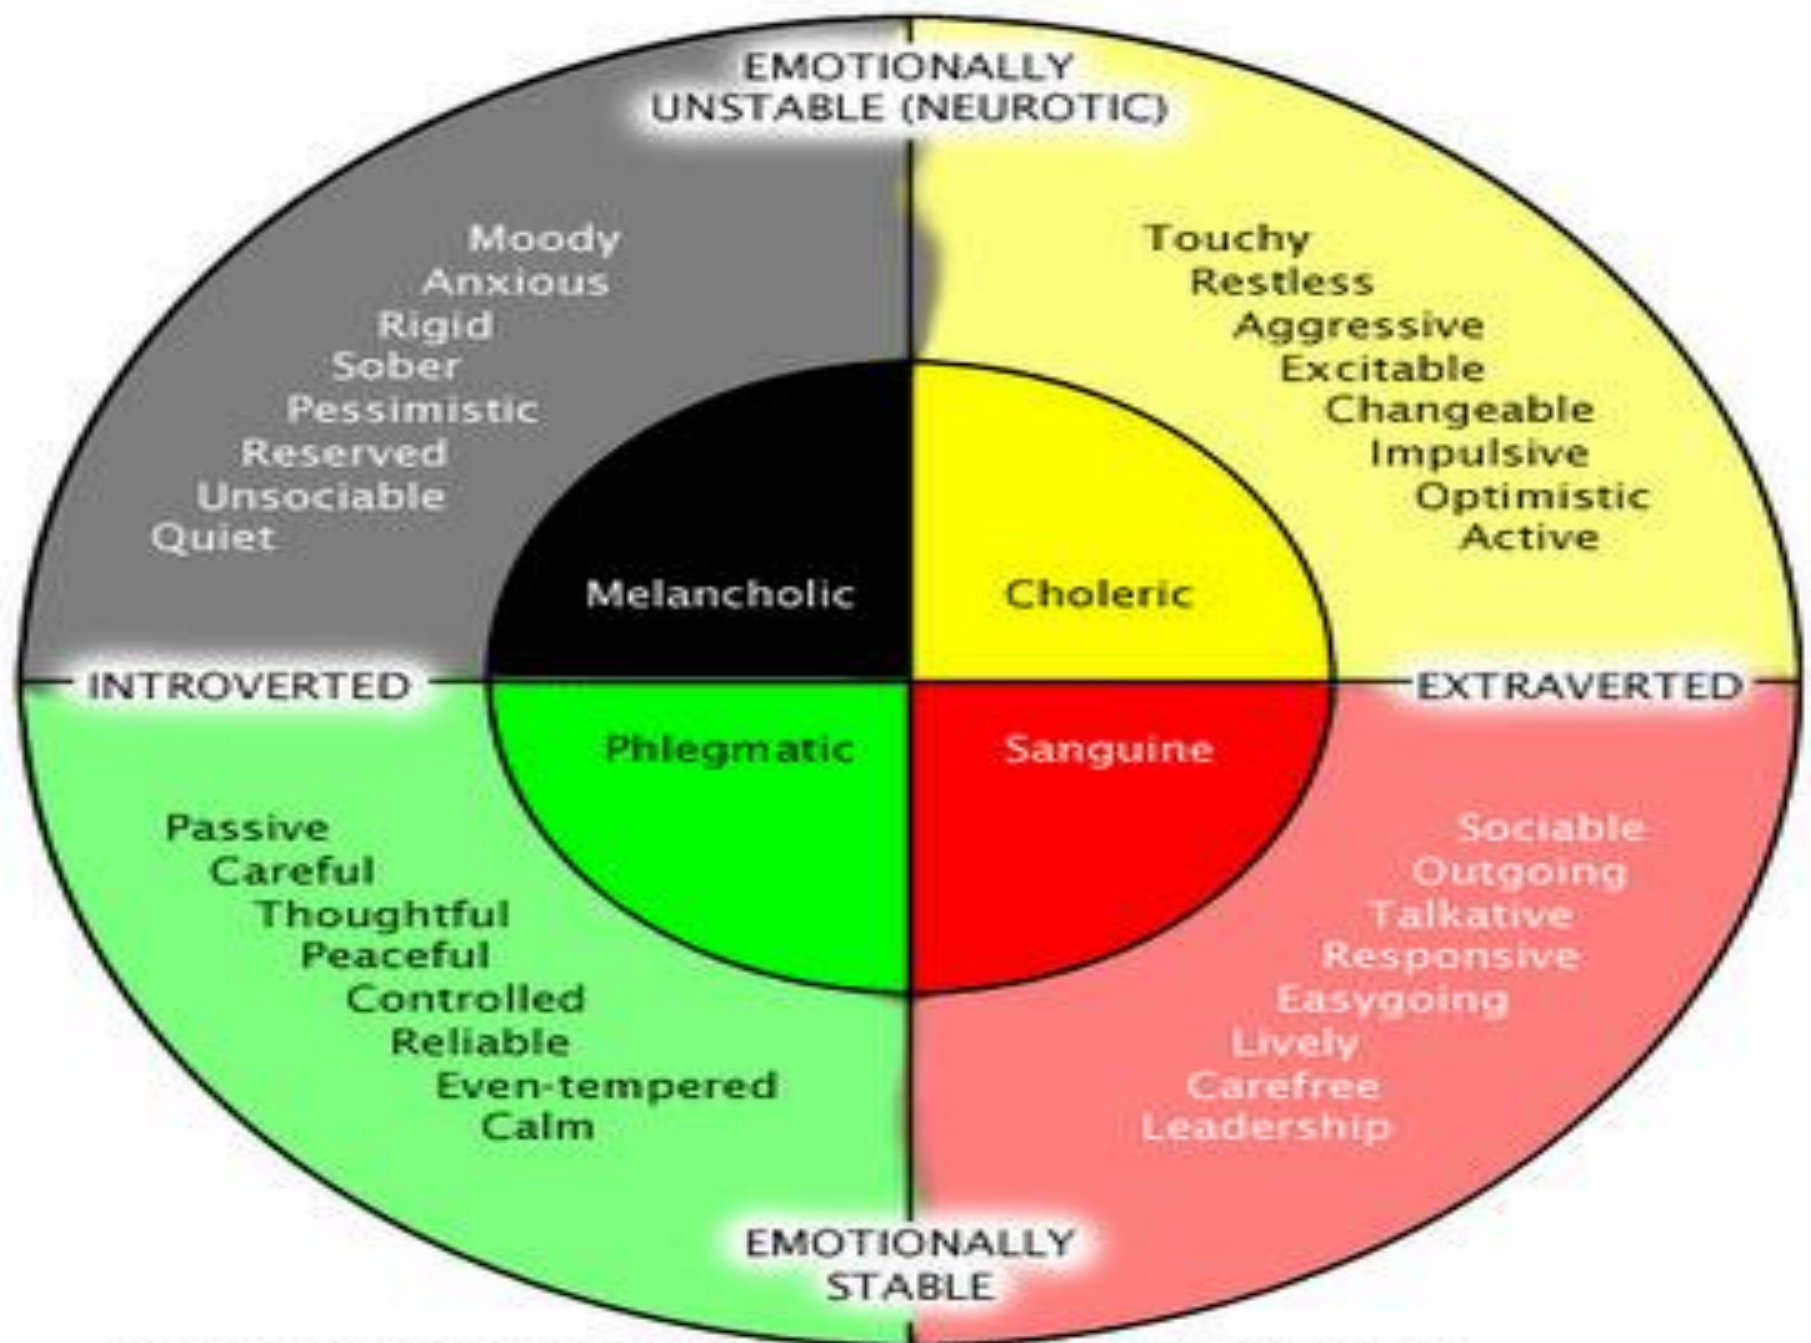 EMOTIONALLY
UNSTABLE (NEUROTIC)
Moody
Anxious
Rigid
Sober
Pessimistic
Reserved
Unsociable
Quiet
Touchy
Restless
Aggressive
Excitable
Changeable
Impulsive
Optimistic
Active
Melancholic
Choleric
INTROVERTED
EXTRAVERTED
Phlegmatic
Sanguine
Passive
Careful
Thoughtful
Peaceful
Controlled
Reliable
Even-tempered
Calm
Sociable
Outgoing
Talkative
Responsive
Easygoing
Lively
Carefree
Leadership
EMOTIONALLY
STABLE